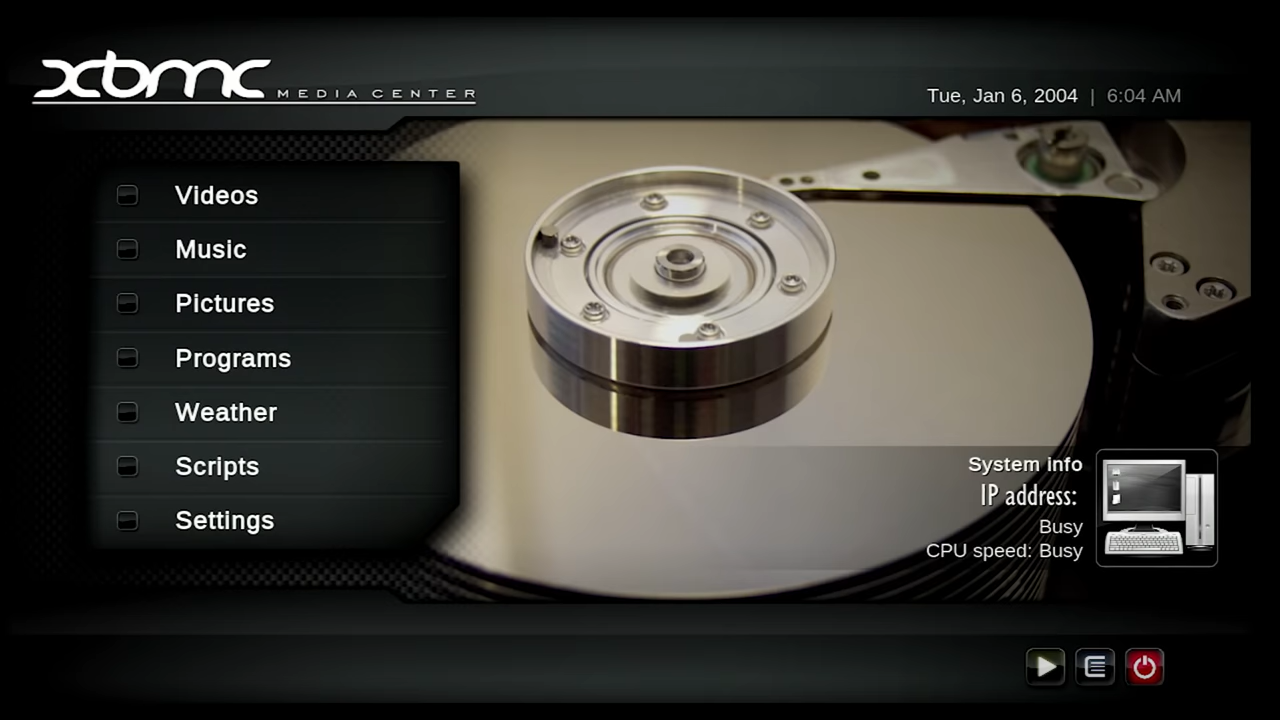 xbmc MEDIA CENTER
Tue, Jan 6, 2004 | 6:04 AM
Videos
Music
Pictures
Programs
Weather
Scripts
Settings
System info
IP address:
Busy
CPU speed: Busy